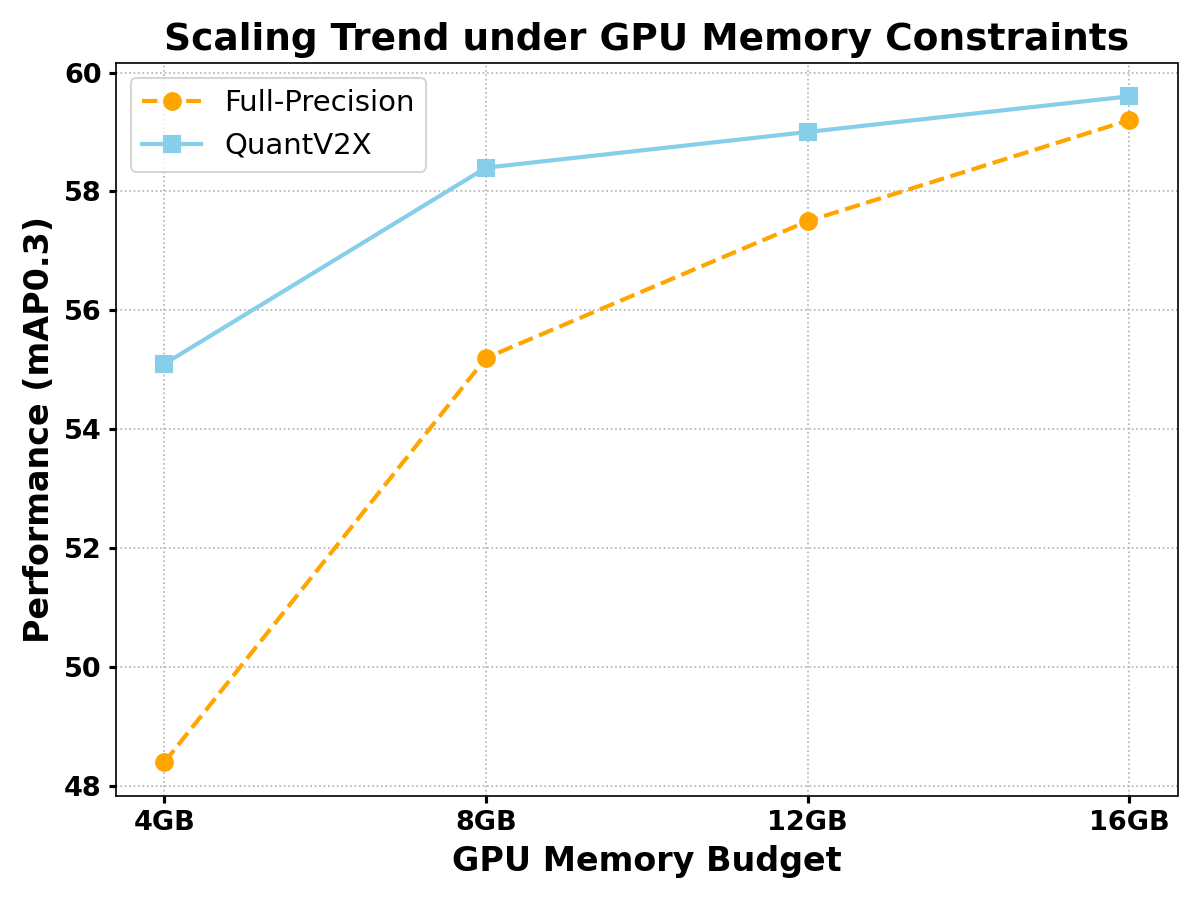 Scaling Trend under GPU Memory Constraints
Full-Precision
QuantV2X
Performance (mAP0.3)
60
58
56
54
52
50
48
4GB 8GB 12GB 16GB
GPU Memory Budget